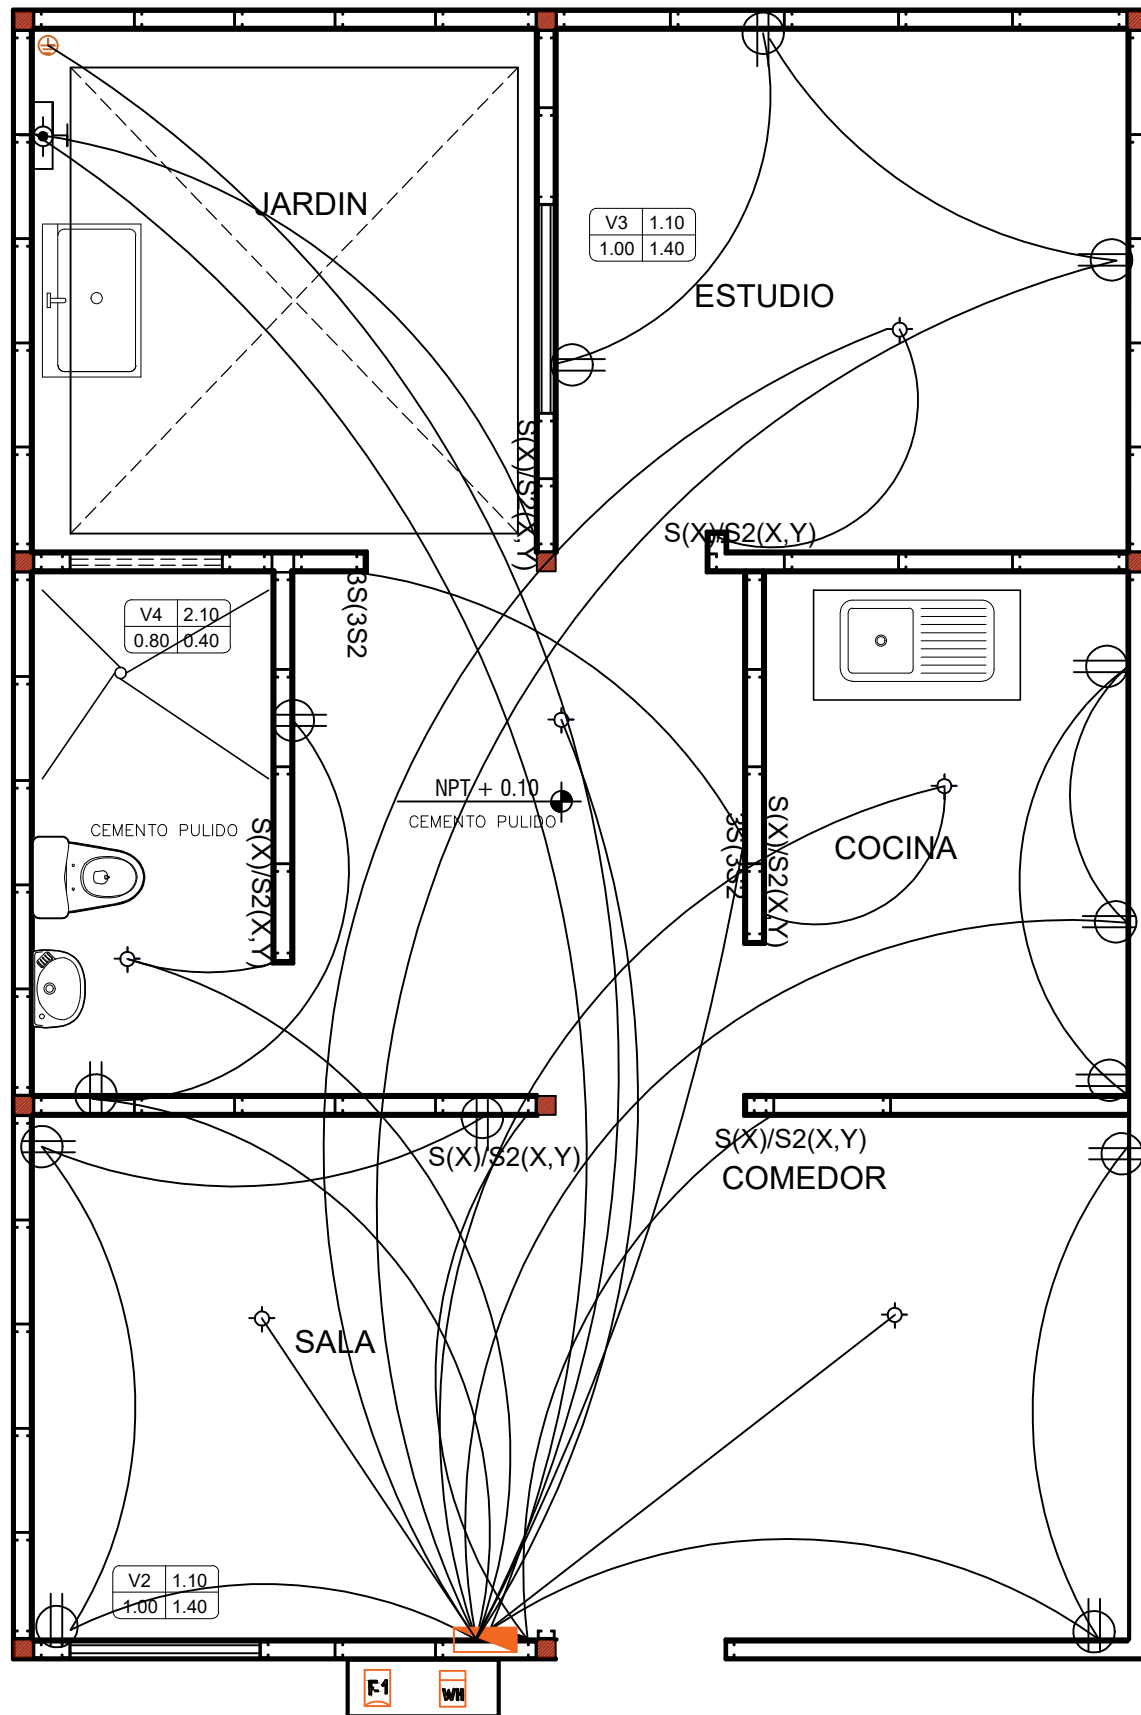 JARDIN
V3 1.10
1.00 1.40
ESTUDIO
S(X)/S2(X,Y)
S(X)/S2(X,Y)
3S(3S2
V4 2.10
0.80 0.40
NPT + 0.10
CEMENTO PULIDO
CEMENTO PULIDO
S(X)/S2(X,Y)
3S(3S2
S(X)/S2(X,Y)
COCINA
S(X)/S2(X,Y)
S(X)/S2(X,Y)
COMEDOR
SALA
V2 1.10
1.00 1.40
F-1
WH